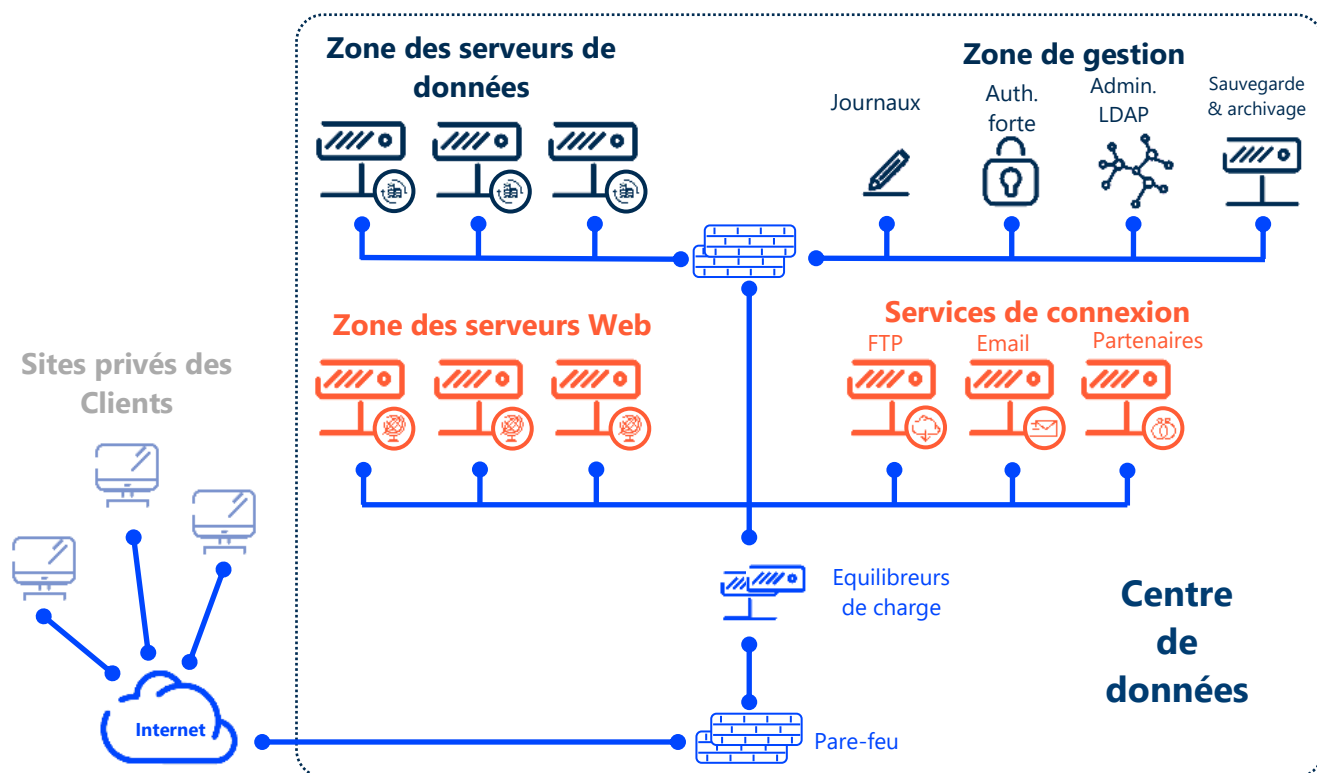 Zone des serveurs de
données
Zone de gestion
Journaux
Auth.
forte
Admin.
LDAP
Sauvegarde
& archivage
Zone des serveurs Web
Services de connexion
FTP
Email
Partenaires
Sites privés des
Clients
Equilibreurs
de charge
Centre
de
données
Internet
Pare-feu